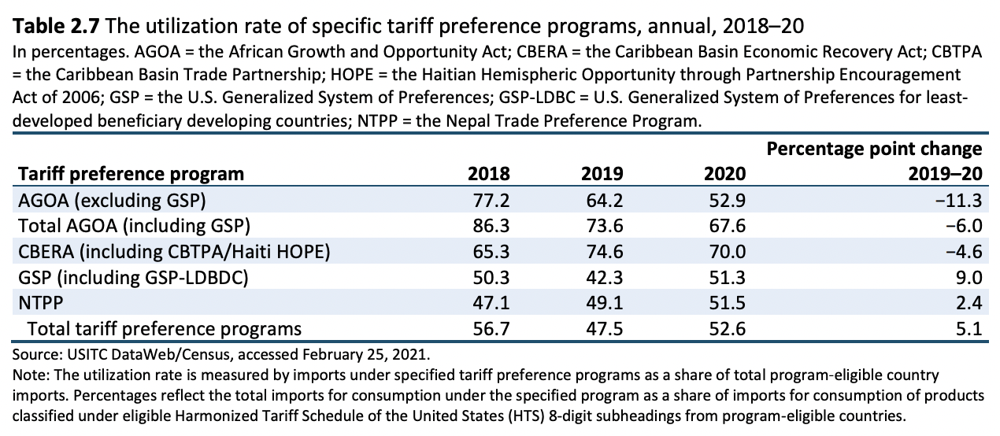 Table 2.7 The utilization rate of specific tariff preference programs, annual, 2018–20
In percentages. AGOA = the African Growth and Opportunity Act; CBERA = the Caribbean Basin Economic Recovery Act; CBTPA
= the Caribbean Basin Trade Partnership; HOPE = the Haitian Hemispheric Opportunity through Partnership Encouragement
Act of 2006; GSP = the U.S. Generalized System of Preferences; GSP-LDBC = U.S. Generalized System of Preferences for least-
developed beneficiary developing countries; NTPP = the Nepal Trade Preference Program.
Percentage point change
Tariff preference program 2018 2019 2020 2019–20
AGOA (excluding GSP) 77.2 64.2 52.9 −11.3
Total AGOA (including GSP) 86.3 73.6 67.6 −6.0
CBERA (including CBTPA/Haiti HOPE) 65.3 74.6 70.0 −4.6
GSP (including GSP-LDBDC) 50.3 42.3 51.3 9.0
NTPP 47.1 49.1 51.5 2.4
Total tariff preference programs 56.7 47.5 52.6 5.1
Source: USITC DataWeb/Census, accessed February 25, 2021.
Note: The utilization rate is measured by imports under specified tariff preference programs as a share of total program-eligible country
imports. Percentages reflect the total imports for consumption under the specified program as a share of imports for consumption of products
classified under eligible Harmonized Tariff Schedule of the United States (HTS) 8-digit subheadings from program-eligible countries.